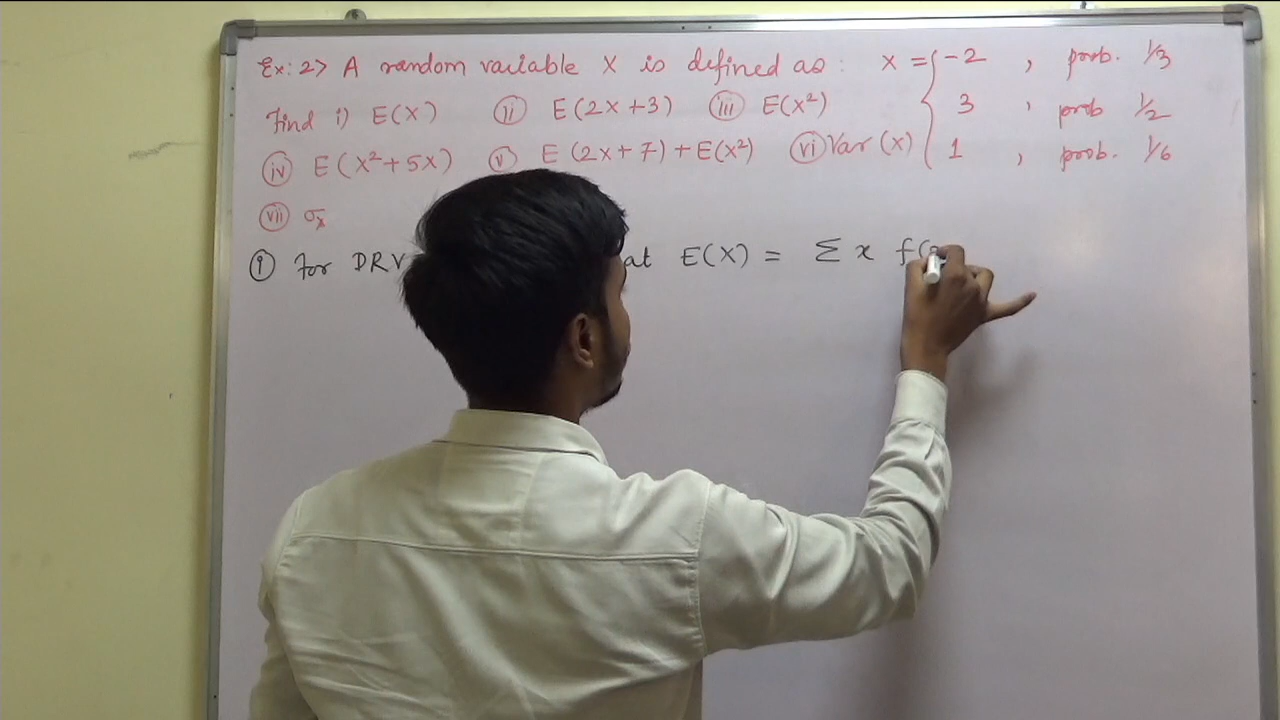 Ex: 2> A random variable X is defined as : X = { -2 , prob. 1/3
Find i) E(X) (ii) E(2X+3) (iii) E(X²) 3 , prob 1/2
(iv) E(X²+5X) (v) E(2X+7)+E(X²) (vi) Var(X) 1 , prob. 1/6
(vii) σx
(i) For DRV at E(X) = Σ x f(